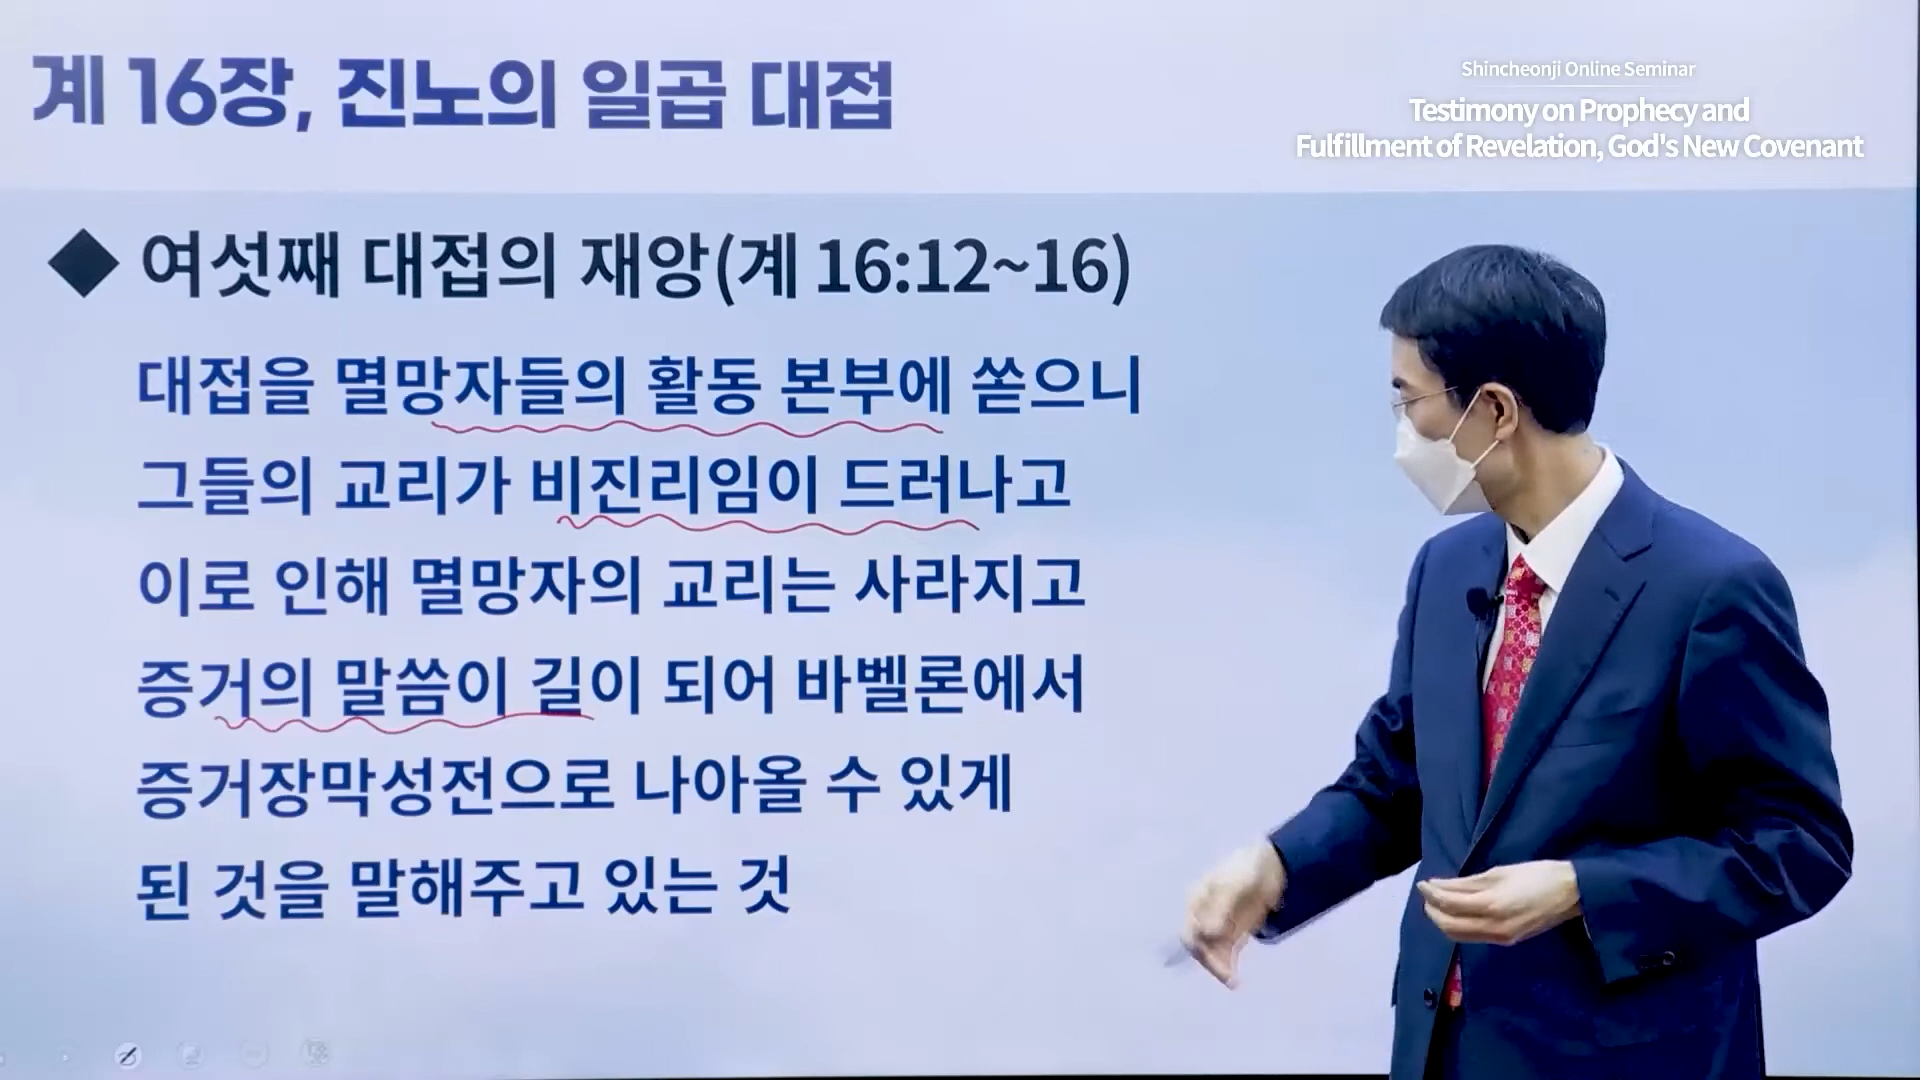 계 16장, 진노의 일곱 대접
Shincheonji Online Seminar
Testimony on Prophecy and
Fulfillment of Revelation, God's New Covenant
◆ 여섯째 대접의 재앙(계 16:12~16)
대접을 멸망자들의 활동 본부에 쏟으니
그들의 교리가 비진리임이 드러나고
이로 인해 멸망자의 교리는 사라지고
증거의 말씀이 길이 되어 바벨론에서
증거장막성전으로 나아올 수 있게
된 것을 말해주고 있는 것